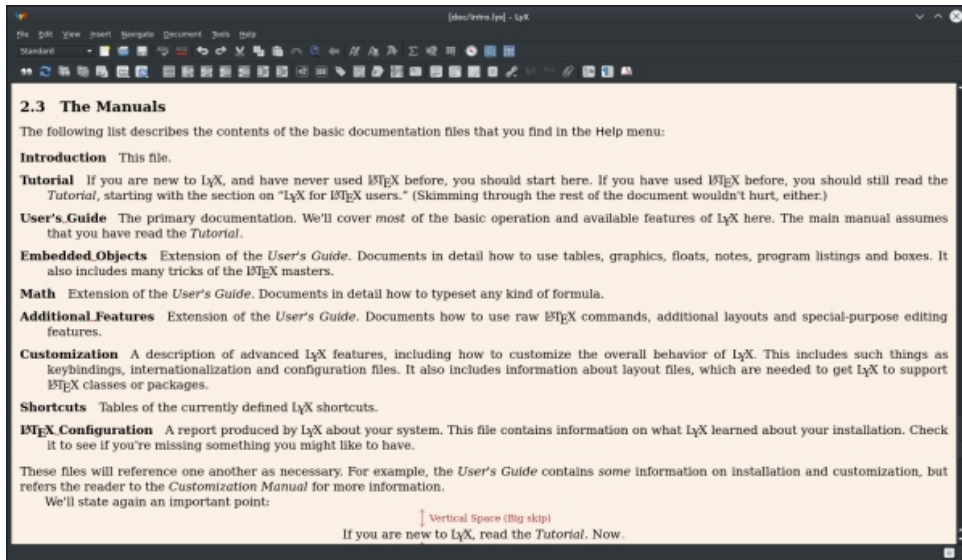 [doc/Intro.lyx] - LyX
File Edit View Insert Navigate Document Tools Help
Standard
2.3 The Manuals
The following list describes the contents of the basic documentation files that you find in the Help menu:
Introduction This file.
Tutorial If you are new to LyX, and have never used LaTeX before, you should start here. If you have used LaTeX before, you should still read the
Tutorial, starting with the section on “LyX for LaTeX users.” (Skimming through the rest of the document wouldn't hurt, either.)
User's_Guide The primary documentation. We'll cover most of the basic operation and available features of LyX here. The main manual assumes
that you have read the Tutorial.
Embedded_Objects Extension of the User's Guide. Documents in detail how to use tables, graphics, floats, notes, program listings and boxes. It
also includes many tricks of the LaTeX masters.
Math Extension of the User's Guide. Documents in detail how to typeset any kind of formula.
Additional_Features Extension of the User's Guide. Documents how to use raw LaTeX commands, additional layouts and special-purpose editing
features.
Customization A description of advanced LyX features, including how to customize the overall behavior of LyX. This includes such things as
keybindings, internationalization and configuration files. It also includes information about layout files, which are needed to get LyX to support
LaTeX classes or packages.
Shortcuts Tables of the currently defined LyX shortcuts.
LaTeX_Configuration A report produced by LyX about your system. This file contains information on what LyX learned about your installation. Check
it to see if you're missing something you might like to have.
These files will reference one another as necessary. For example, the User's Guide contains some information on installation and customization, but
refers the reader to the Customization Manual for more information.
We'll state again an important point:
Vertical Space (Big skip)
If you are new to LyX, read the Tutorial. Now.